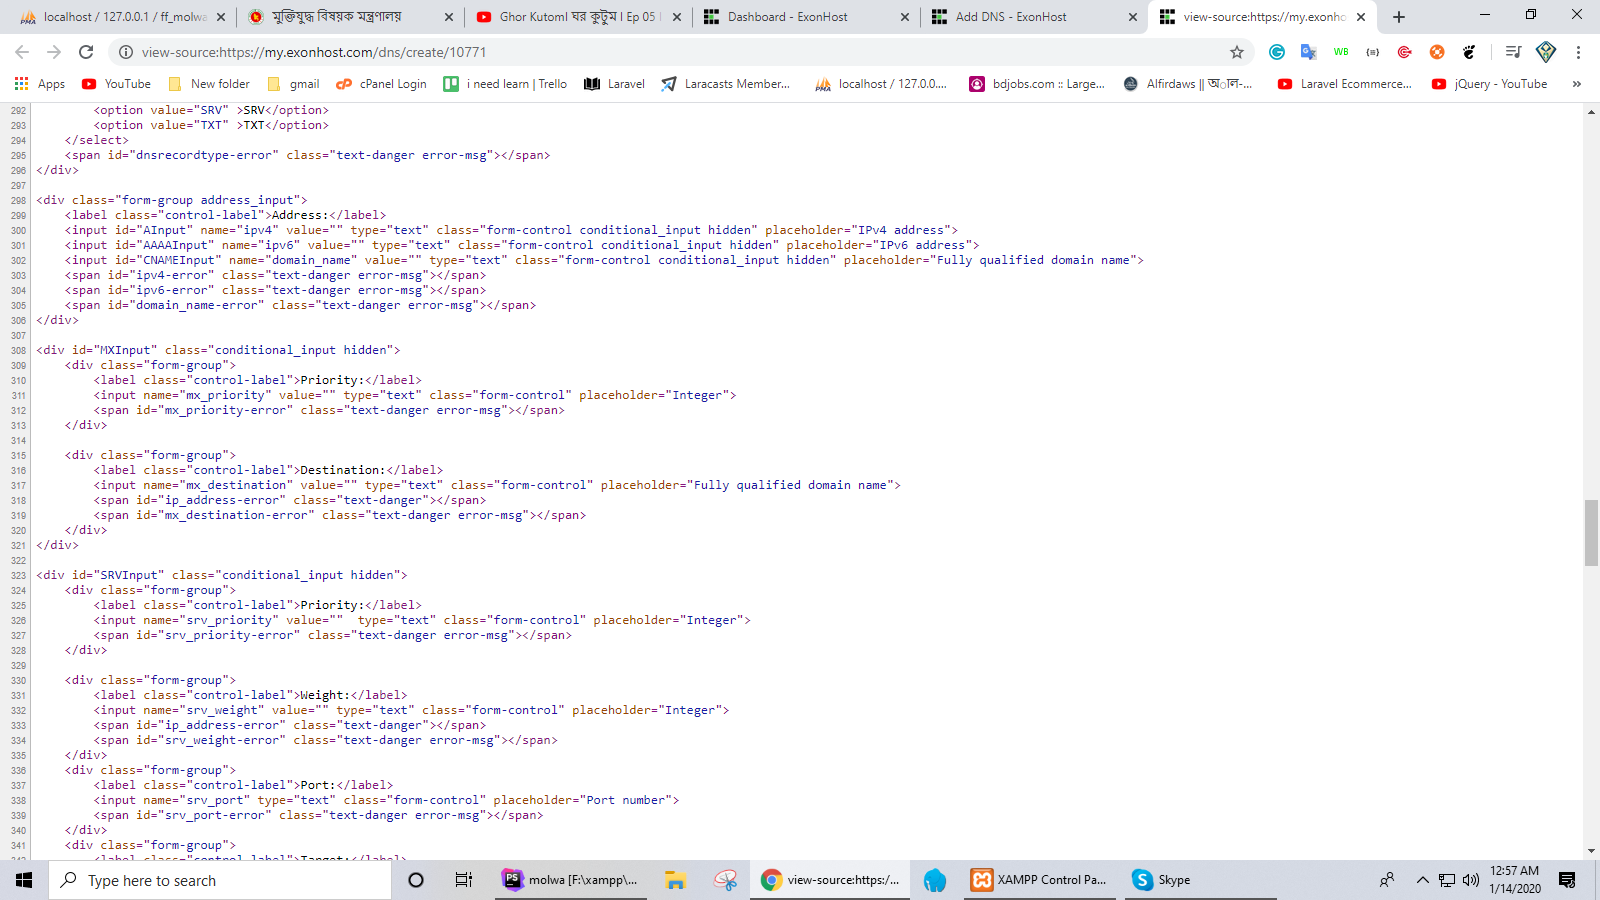 localhost / 127.0.0.1 / ff_molwa
মুক্তিযুদ্ধ বিষয়ক মন্ত্রণালয়
Ghor KutomI ঘর কুটুম I Ep 05
Dashboard - ExonHost
Add DNS - ExonHost
view-source:https://my.exonho
view-source:https://my.exonhost.com/dns/create/10771
Apps
YouTube
New folder
gmail
cPanel Login
i need learn | Trello
Laravel
Laracasts Member...
localhost / 127.0.0....
bdjobs.com :: Large...
Alfirdaws || আল-...
Laravel Ecommerce...
jQuery - YouTube
292 <option value="SRV" >SRV</option>
293 <option value="TXT" >TXT</option>
294 </select>
295 <span id="dnsrecordtype-error" class="text-danger error-msg"></span>
296 </div>
297
298 <div class="form-group address_input">
299 <label class="control-label">Address:</label>
300 <input id="AInput" name="ipv4" value="" type="text" class="form-control conditional_input hidden" placeholder="IPv4 address">
301 <input id="AAAAInput" name="ipv6" value="" type="text" class="form-control conditional_input hidden" placeholder="IPv6 address">
302 <input id="CNAMEInput" name="domain_name" value="" type="text" class="form-control conditional_input hidden" placeholder="Fully qualified domain name">
303 <span id="ipv4-error" class="text-danger error-msg"></span>
304 <span id="ipv6-error" class="text-danger error-msg"></span>
305 <span id="domain_name-error" class="text-danger error-msg"></span>
306 </div>
307
308 <div id="MXInput" class="conditional_input hidden">
309 <div class="form-group">
310 <label class="control-label">Priority:</label>
311 <input name="mx_priority" value="" type="text" class="form-control" placeholder="Integer">
312 <span id="mx_priority-error" class="text-danger error-msg"></span>
313 </div>
314
315 <div class="form-group">
316 <label class="control-label">Destination:</label>
317 <input name="mx_destination" value="" type="text" class="form-control" placeholder="Fully qualified domain name">
318 <span id="ip_address-error" class="text-danger"></span>
319 <span id="mx_destination-error" class="text-danger error-msg"></span>
320 </div>
321 </div>
322
323 <div id="SRVInput" class="conditional_input hidden">
324 <div class="form-group">
325 <label class="control-label">Priority:</label>
326 <input name="srv_priority" value=""  type="text" class="form-control" placeholder="Integer">
327 <span id="srv_priority-error" class="text-danger error-msg"></span>
328 </div>
329
330 <div class="form-group">
331 <label class="control-label">Weight:</label>
332 <input name="srv_weight" value="" type="text" class="form-control" placeholder="Integer">
333 <span id="ip_address-error" class="text-danger"></span>
334 <span id="srv_weight-error" class="text-danger error-msg"></span>
335 </div>
336 <div class="form-group">
337 <label class="control-label">Port:</label>
338 <input name="srv_port" type="text" class="form-control" placeholder="Port number">
339 <span id="srv_port-error" class="text-danger error-msg"></span>
340 </div>
341 <div class="form-group">
342 <label class="control-label">Target:</label>
Type here to search
molwa [F:\xampp\...
view-source:https:/...
XAMPP Control Pa...
Skype
12:57 AM
1/14/2020